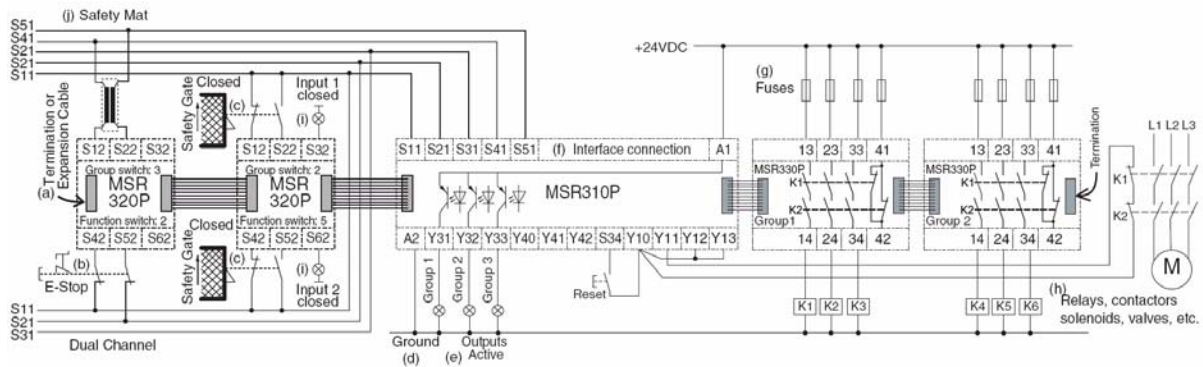 S51
S41
S21
S21
S11
(j) Safety Mat
Termination or
Expansion Cable
(a)
S12 S22 S32
Group switch: 3
MSR
320P
Function switch: 2
S42 S52 S62
(b)
E-Stop
S11
S21
S31
Dual Channel
Closed
Safety Gate
(c)
Input 1
closed
(i)
S12 S22 S32
Group switch: 2
MSR
320P
Function switch: 5
S42 S52 S62
Closed
Safety Gate
(c)
(i)
Input 2
closed
S11 S21 S31 S41 S51 (f) Interface connection A1
MSR310P
A2 Y31 Y32 Y33 Y40 Y41 Y42 S34 Y10 Y11 Y12 Y13
Group 1
Group 2
Group 3
Reset
Ground
(d)
(e)
Outputs
Active
+24VDC
(g)
Fuses
13 23 33 41
MSR330P
K1
K2
Group1
14 24 34 42
K1 K2 K3
13 23 33 41
MSR330P
K1
K2
Group 2
14 24 34 42
K4 K5 K6
Termination
L1 L2 L3
K1
K2
M
(h)
Relays, contactors
solenoids, valves, etc.